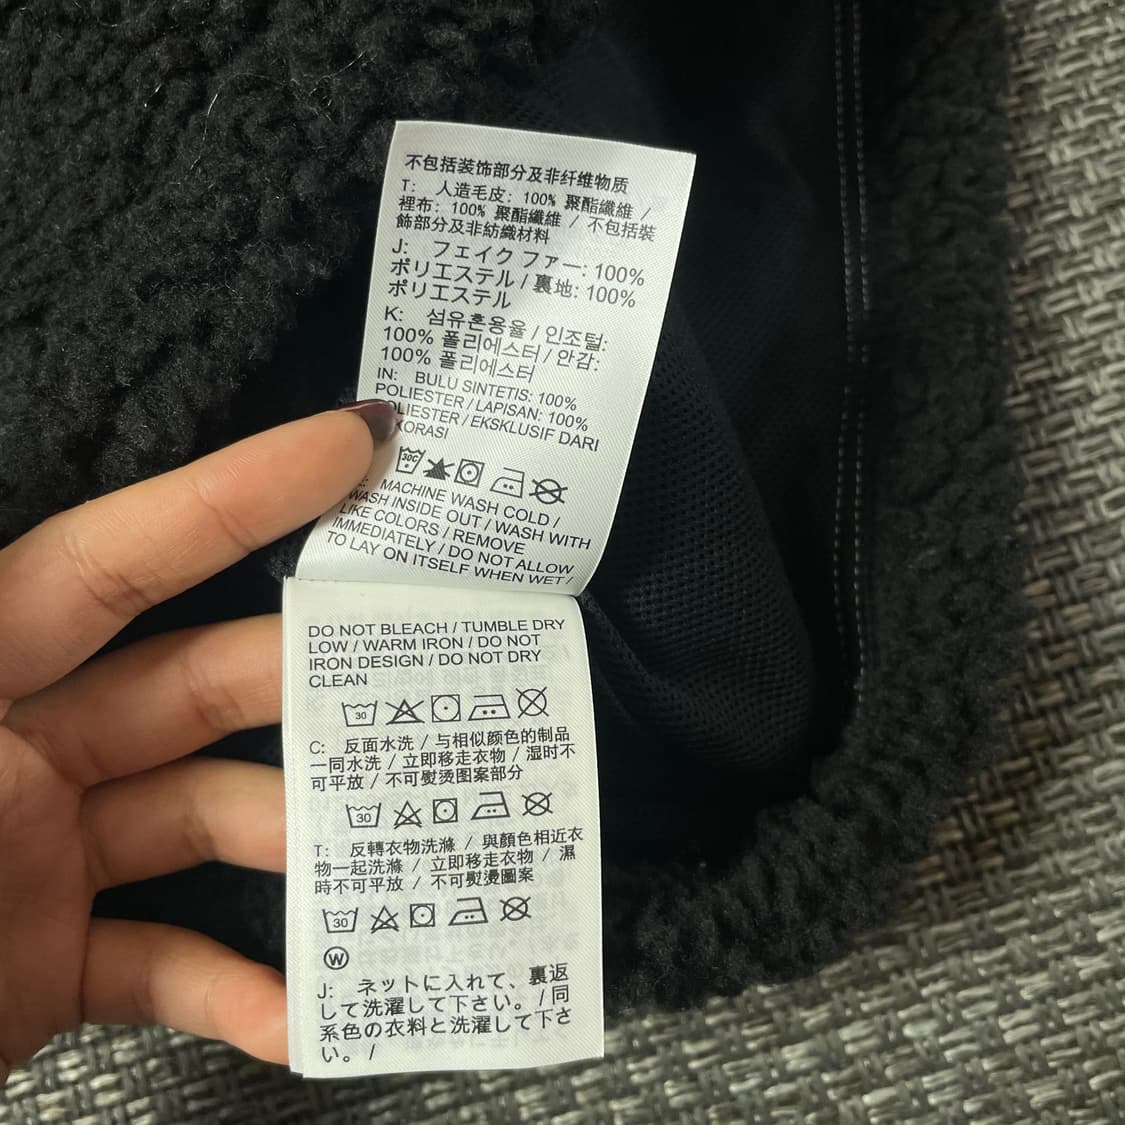 不包括装饰部分及非纤维物质
T: 人造毛皮: 100% 聚酯纖維 /
裡布: 100% 聚酯纖維 / 不包括裝
飾部分及非紡織材料
J: フェイク ファー: 100%
ポリエステル / 裏地: 100%
ポリエステル
K: 섬유혼용율 / 인조털:
100% 폴리에스터 / 안감:
100% 폴리에스터
IN: BULU SINTETIS: 100%
POLIESTER / LAPISAN: 100%
OLIESTER / EKSKLUSIF DARI
KORASI
30C
: MACHINE WASH COLD /
WASH INSIDE OUT / WASH WITH
LIKE COLORS / REMOVE
IMMEDIATELY / DO NOT ALLOW
TO LAY ON ITSELF WHEN WET /
DO NOT BLEACH / TUMBLE DRY
LOW / WARM IRON / DO NOT
IRON DESIGN / DO NOT DRY
CLEAN
30
C: 反面水洗 / 与相似颜色的制品
一同水洗 / 立即移走衣物 / 湿时不
可平放 / 不可熨烫图案部分
30
T: 反轉衣物洗滌 / 與顏色相近衣
物一起洗滌 / 立即移走衣物 / 濕
時不可平放 / 不可熨燙圖案
30
W
J: ネットに入れて、裏返
して洗濯して下さい。/ 同
系色の衣料と洗濯して下さ
い。/